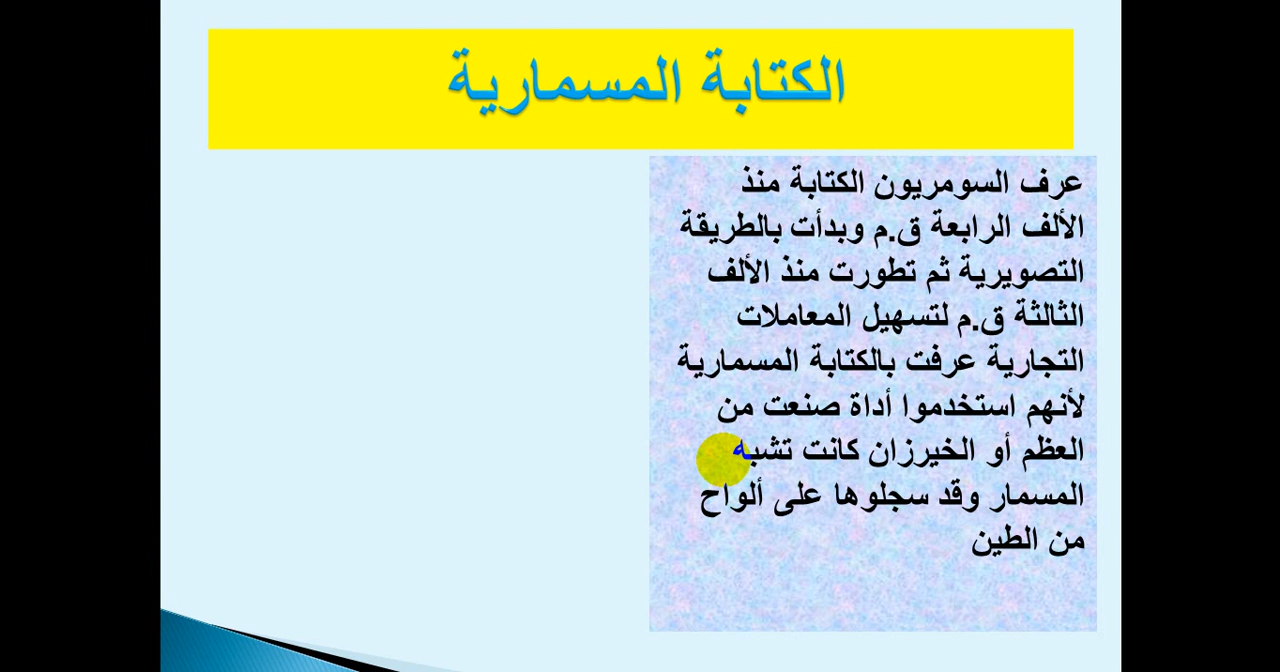 الكتابة المسمارية
عرف السومريون الكتابة منذ
الألف الرابعة ق.م وبدأت بالطريقة
التصويرية ثم تطورت منذ الألف
الثالثة ق.م لتسهيل المعاملات
التجارية عرفت بالكتابة المسمارية
لأنهم استخدموا أداة صنعت من
العظم أو الخيرزان كانت تشبه
المسمار وقد سجلوها على ألواح
من الطين